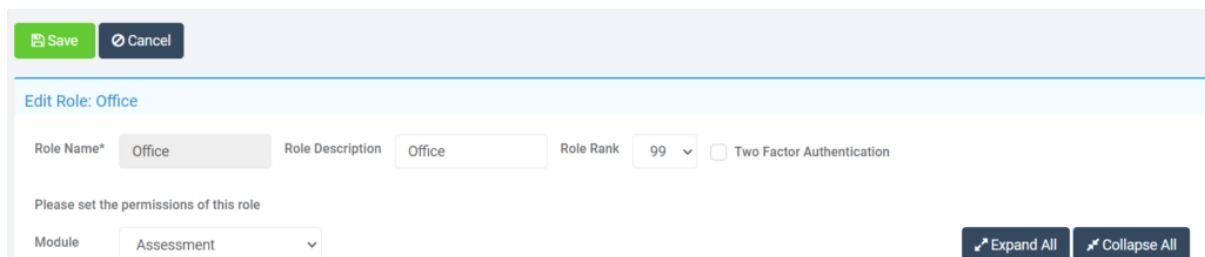 Save Cancel
Edit Role: Office
Role Name* Office Role Description Office Role Rank 99 Two Factor Authentication
Please set the permissions of this role
Module Assessment Expand All Collapse All